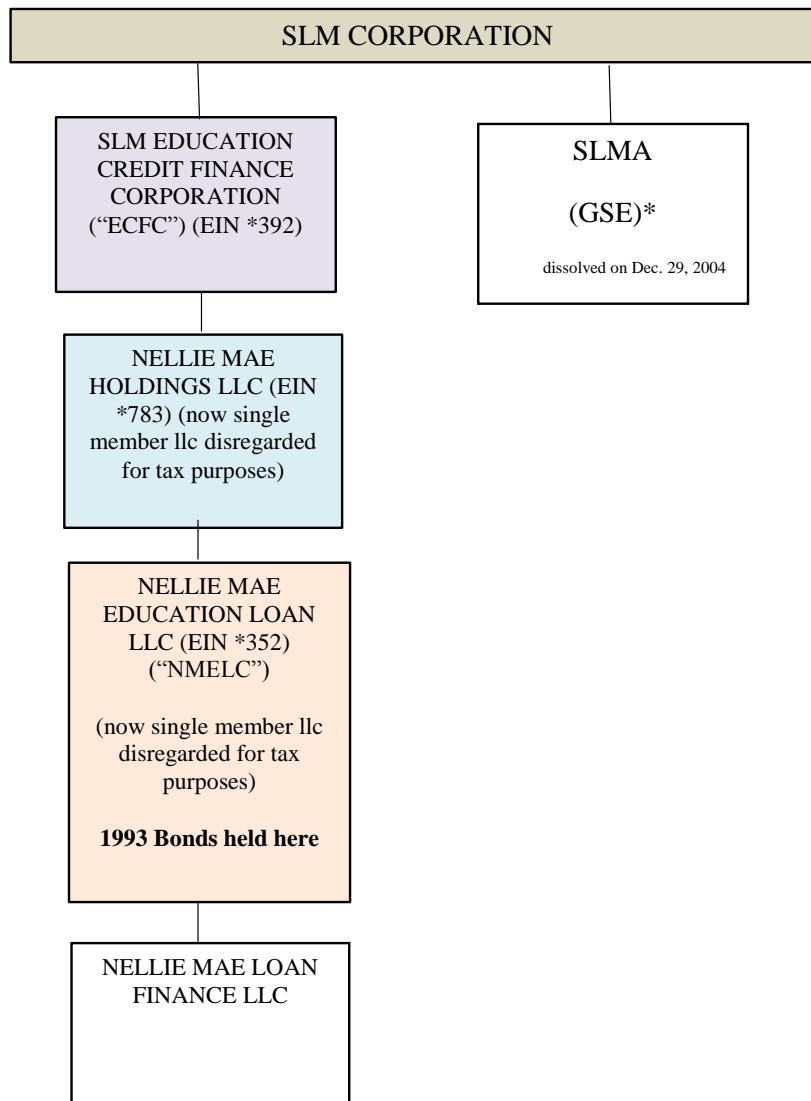 SLM CORPORATION
SLM EDUCATION
CREDIT FINANCE
CORPORATION
(“ECFC”) (EIN *392)
SLMA
(GSE)*
dissolved on Dec. 29, 2004
NELLIE MAE
HOLDINGS LLC (EIN
*783) (now single
member llc disregarded
for tax purposes)
NELLIE MAE
EDUCATION LOAN
LLC (EIN *352)
(“NMELC”)
(now single member llc
disregarded for tax
purposes)
1993 Bonds held here
NELLIE MAE LOAN
FINANCE LLC